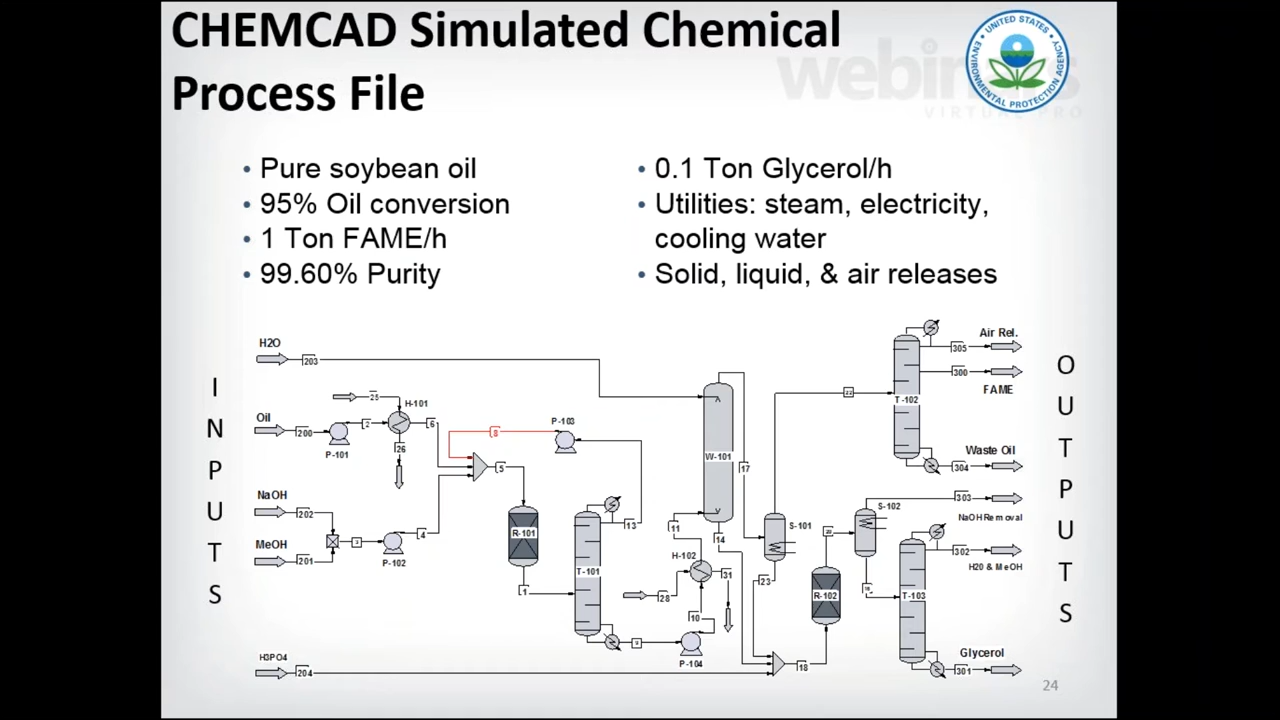 CHEMCAD Simulated Chemical
Process File
webinars
VIRTUAL PRO
UNITED STATES
ENVIRONMENTAL PROTECTION AGENCY
• Pure soybean oil
• 95% Oil conversion
• 1 Ton FAME/h
• 99.60% Purity
• 0.1 Ton Glycerol/h
• Utilities: steam, electricity,
cooling water
• Solid, liquid, & air releases
INPUTS
H2O
203
25
H-101
Oil
200
P-101
2
6
26
8
P-103
5
NaOH
202
MeOH
201
3
P-102
4
R-101
1
T-101
13
9
P-104
10
11
H-102
28
31
W-101
14
17
H3PO4
204
S-101
23
18
R-102
S-102
T-102
Air Rel.
305
300
FAME
Waste Oil
304
303
NaOH Removal
302
H20 & MeOH
T-103
Glycerol
301
OUTPUTS
24